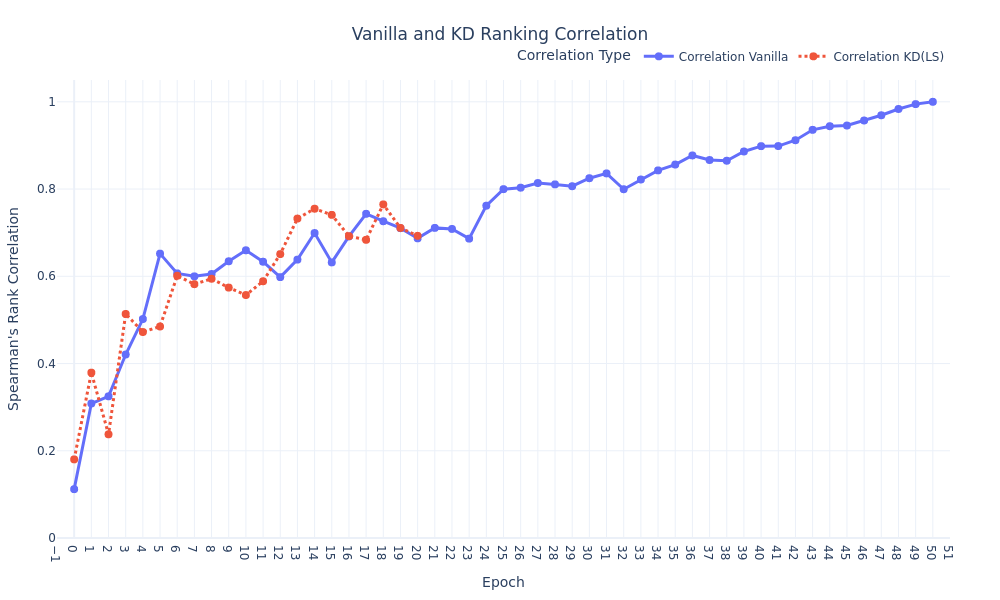 Vanilla and KD Ranking Correlation
Correlation Type Correlation Vanilla Correlation KD(LS)
1
0.8
0.6
0.4
0.2
0
Spearman's Rank Correlation
−1 0 1 2 3 4 5 6 7 8 9 10 11 12 13 14 15 16 17 18 19 20 21 22 23 24 25 26 27 28 29 30 31 32 33 34 35 36 37 38 39 40 41 42 43 44 45 46 47 48 49 50 51
Epoch